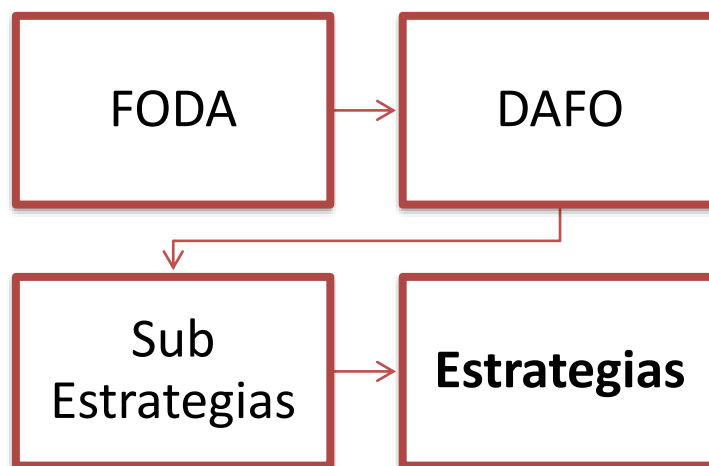 FODA
DAFO
Sub
Estrategias
Estrategias